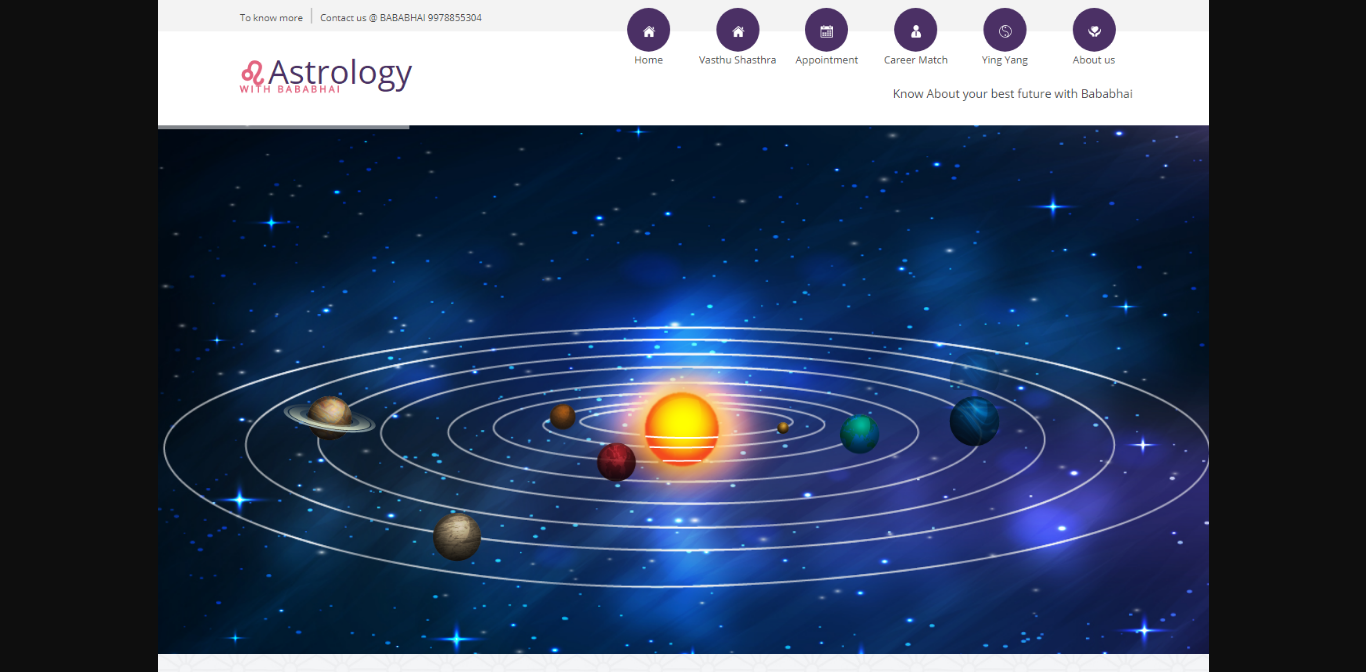 To know more
Contact us @ BABABHAI 9978855304
Home
Vasthu Shasthra
Appointment
Career Match
Ying Yang
About us
Astrology
WITH BABABHAI
Know About your best future with Bababhai